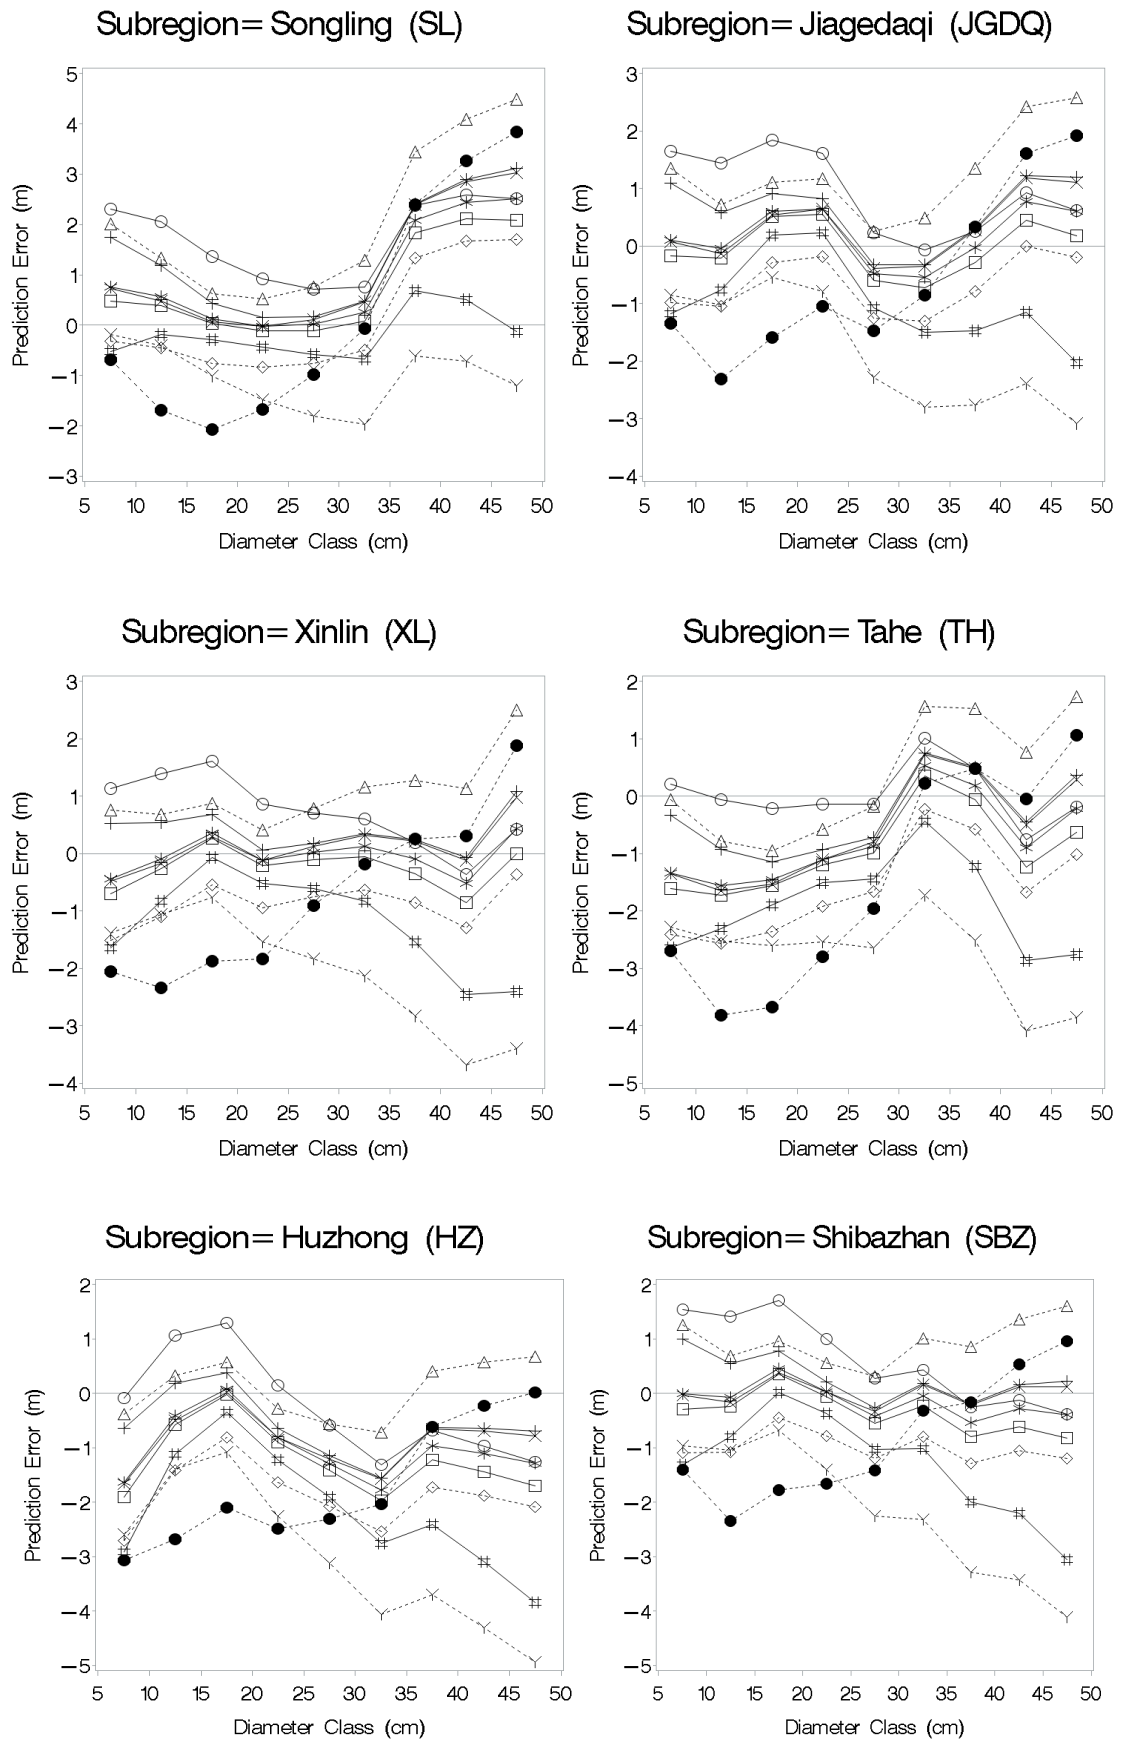 Subregion= Songling (SL)
5
4
3
2
1
0
−1
−2
−3
Prediction Error (m)
5 10 15 20 25 30 35 40 45 50
Diameter Class (cm)
Subregion= Jiagedaqi (JGDQ)
3
2
1
0
−1
−2
−3
−4
Prediction Error (m)
5 10 15 20 25 30 35 40 45 50
Diameter Class (cm)
Subregion= Xinlin (XL)
3
2
1
0
−1
−2
−3
−4
Prediction Error (m)
5 10 15 20 25 30 35 40 45 50
Diameter Class (cm)
Subregion= Tahe (TH)
2
1
0
−1
−2
−3
−4
−5
Prediction Error (m)
5 10 15 20 25 30 35 40 45 50
Diameter Class (cm)
Subregion= Huzhong (HZ)
2
1
0
−1
−2
−3
−4
−5
Prediction Error (m)
5 10 15 20 25 30 35 40 45 50
Diameter Class (cm)
Subregion= Shibazhan (SBZ)
2
1
0
−1
−2
−3
−4
−5
Prediction Error (m)
5 10 15 20 25 30 35 40 45 50
Diameter Class (cm)